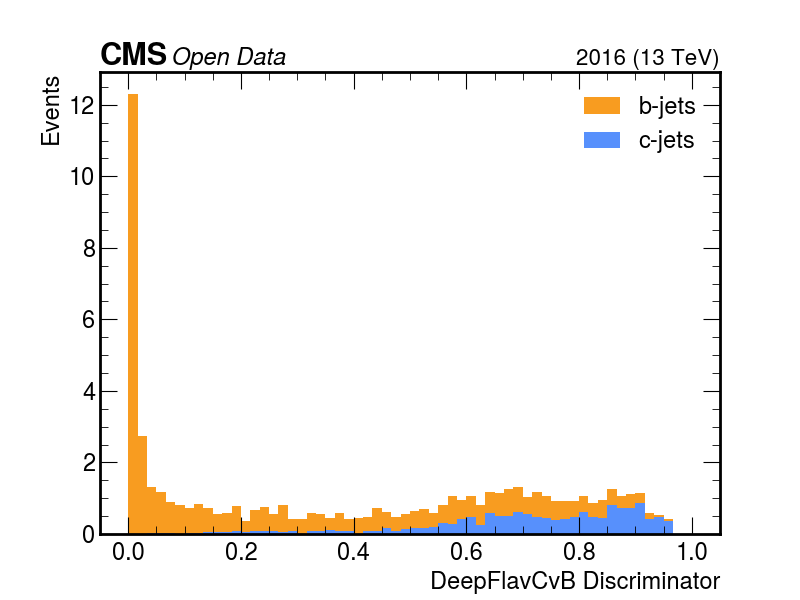 CMS Open Data 2016 (13 TeV)
Events
b-jets
c-jets
12
10
8
6
4
2
0
0.0 0.2 0.4 0.6 0.8 1.0
DeepFlavCvB Discriminator